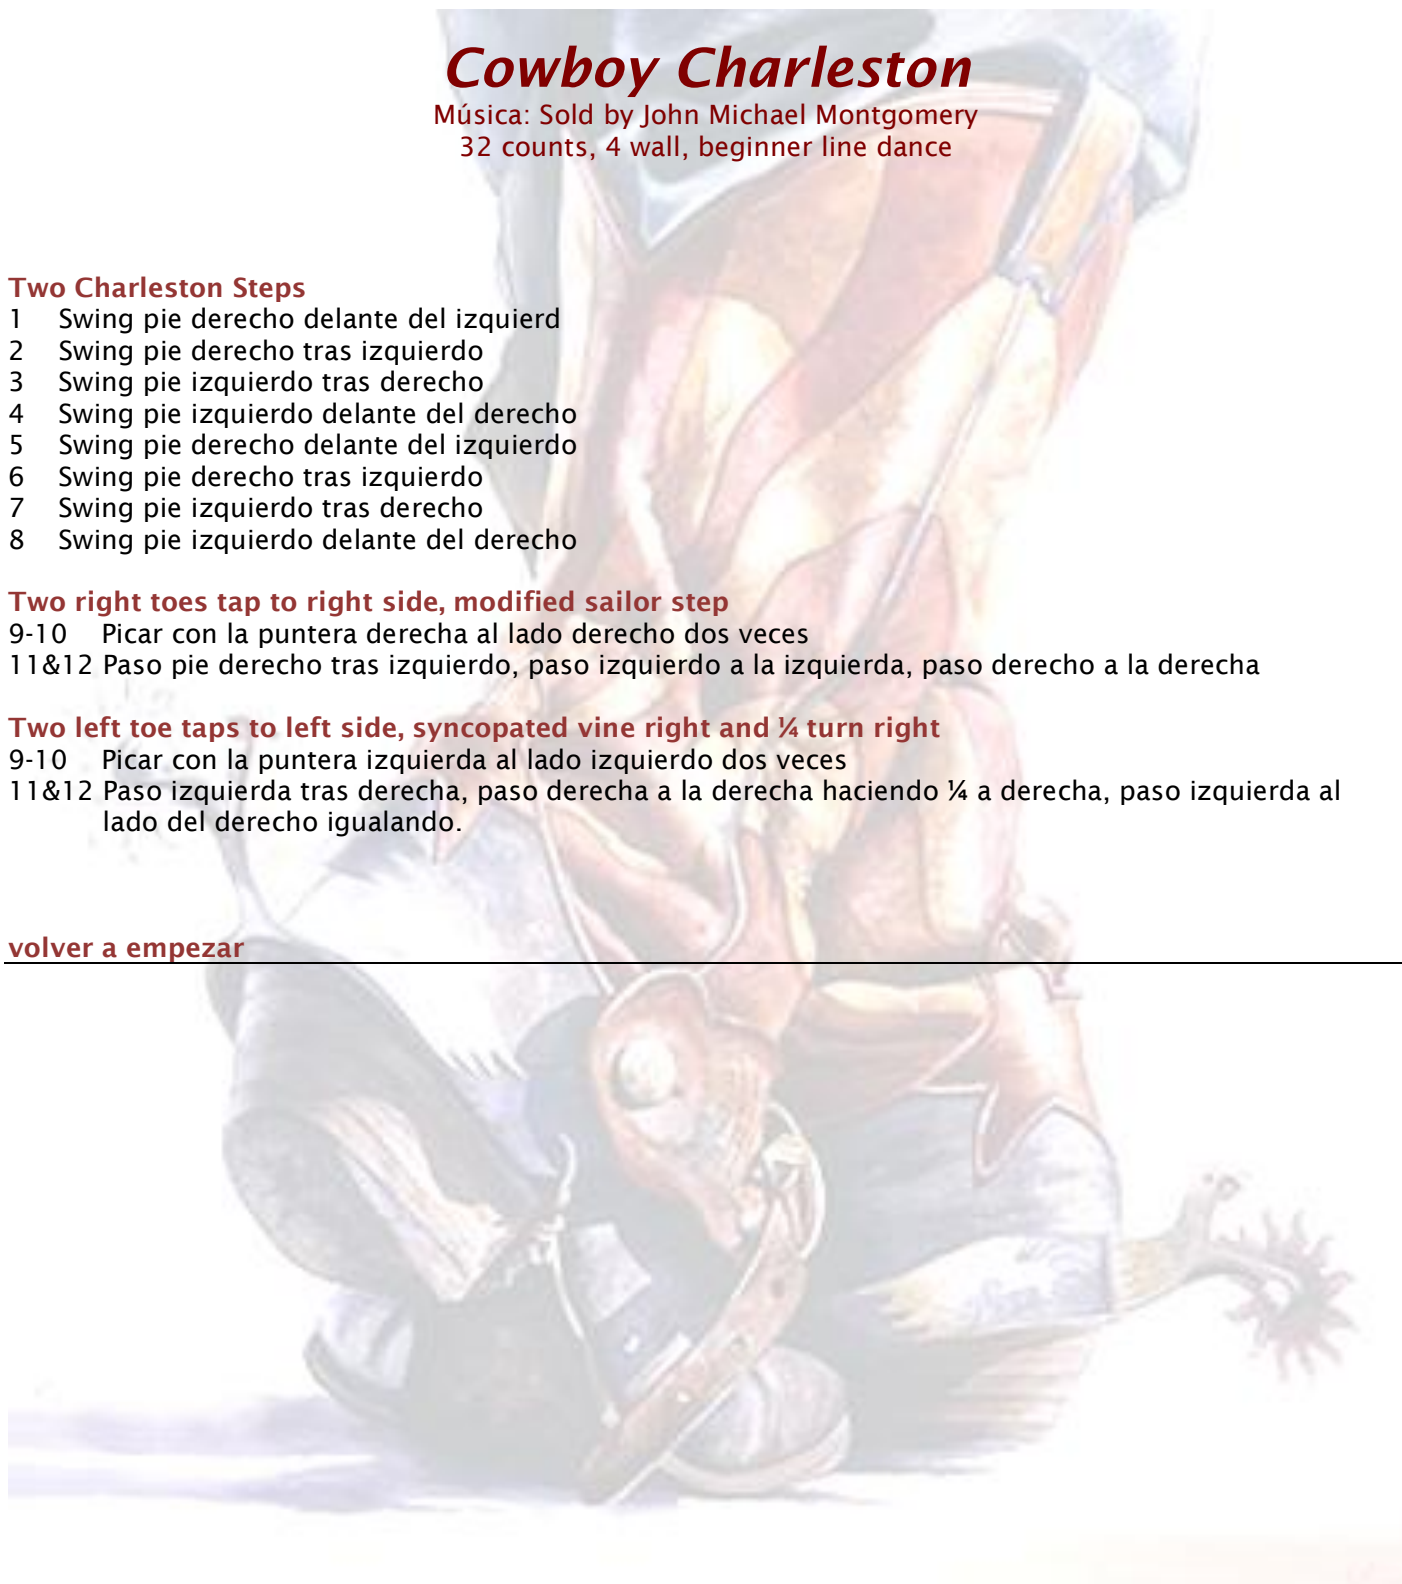 Cowboy Charleston
Música: Sold by John Michael Montgomery
32 counts, 4 wall, beginner line dance
Two Charleston Steps
1 Swing pie derecho delante del izquierd
2 Swing pie derecho tras izquierdo
3 Swing pie izquierdo tras derecho
4 Swing pie izquierdo delante del derecho
5 Swing pie derecho delante del izquierdo
6 Swing pie derecho tras izquierdo
7 Swing pie izquierdo tras derecho
8 Swing pie izquierdo delante del derecho
Two right toes tap to right side, modified sailor step
9-10 Picar con la puntera derecha al lado derecho dos veces
11&12 Paso pie derecho tras izquierdo, paso izquierdo a la izquierda, paso derecho a la derecha
Two left toe taps to left side, syncopated vine right and ¼ turn right
9-10 Picar con la puntera izquierda al lado izquierdo dos veces
11&12 Paso izquierda tras derecha, paso derecha a la derecha haciendo ¼ a derecha, paso izquierda al
lado del derecho igualando.
volver a empezar